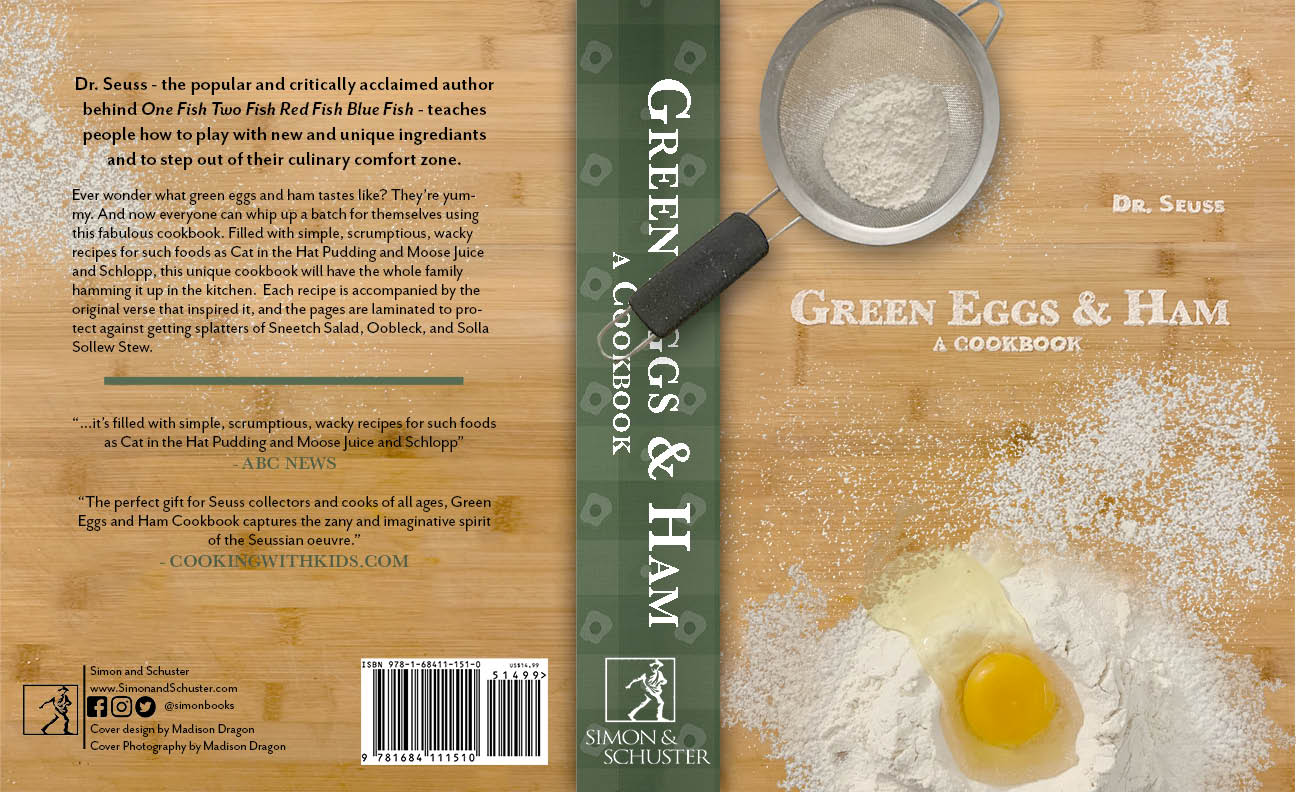 Dr. Seuss - the popular and critically acclaimed author
behind One Fish Two Fish Red Fish Blue Fish - teaches
people how to play with new and unique ingrediants
and to step out of their culinary comfort zone.
Ever wonder what green eggs and ham tastes like? They're yum-
my. And now everyone can whip up a batch for themselves using
this fabulous cookbook. Filled with simple, scrumptious, wacky
recipes for such foods as Cat in the Hat Pudding and Moose Juice
and Schlopp, this unique cookbook will have the whole family
hamming it up in the kitchen. Each recipe is accompanied by the
original verse that inspired it, and the pages are laminated to pro-
tect against getting splatters of Sneetch Salad, Oobleck, and Solla
Sollew Stew.
"...it's filled with simple, scrumptious, wacky recipes for such foods
as Cat in the Hat Pudding and Moose Juice and Schlopp"
- ABC NEWS
"The perfect gift for Seuss collectors and cooks of all ages, Green
Eggs and Ham Cookbook captures the zany and imaginative spirit
of the Seussian oeuvre."
- COOKINGWITHKIDS.COM
Simon and Schuster
www.SimonandSchuster.com
@simonbooks
Cover design by Madison Dragon
Cover Photography by Madison Dragon
ISBN 978-1-68411-151-0
US$14.99
51499>
9 781684 111510
Green Eggs & Ham
A Cookbook
SIMON &
SCHUSTER
Dr. Seuss
Green Eggs & Ham
A COOKBOOK